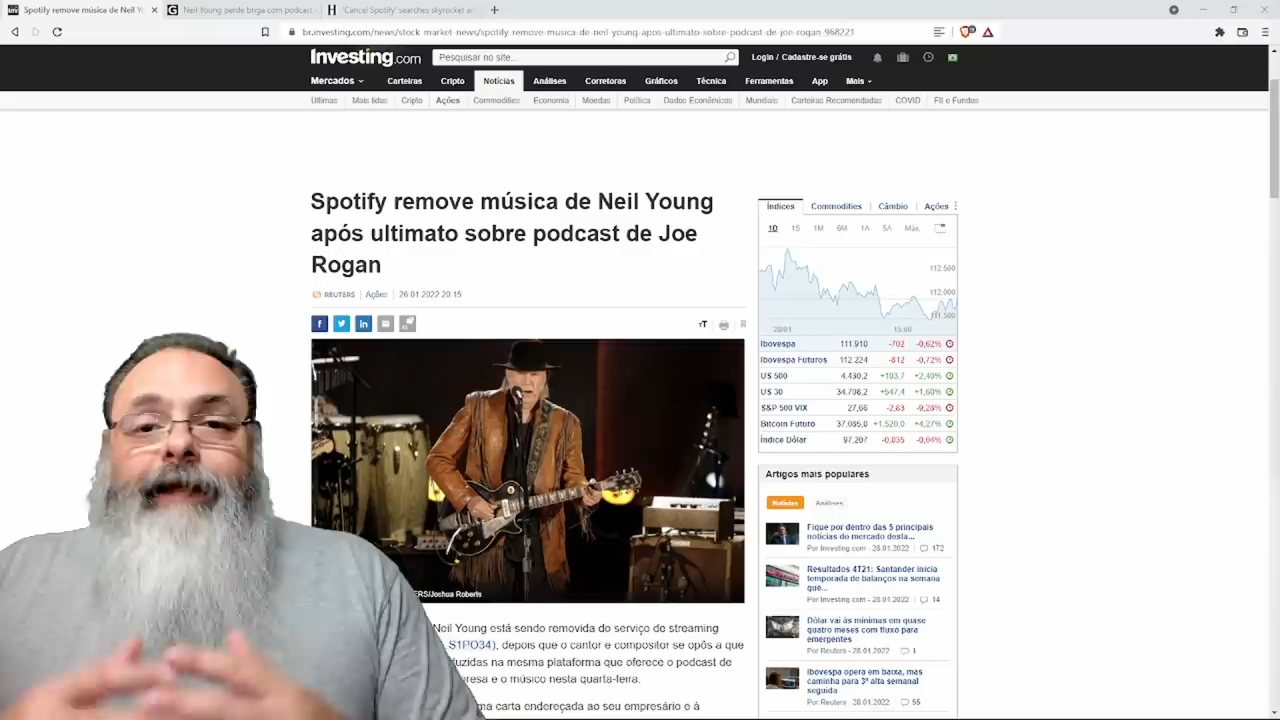 Spotify remove música de Neil Y
Neil Young perde briga com podcast
'Cancel Spotify' searches skyrocket
br.investing.com/news/stock-market-news/spotify-remove-musica-de-neil-young-apos-ultimato-sobre-podcast-de-joe-rogan-968221
Investing.com
Pesquisar no site...
Login / Cadastre-se grátis
Mercados Carteiras Cripto Notícias Análises Corretoras Gráficos Técnica Ferramentas App Mais
Últimas Mais lidas Cripto Ações Commodities Economia Moedas Política Dados Econômicos Mundiais Carteiras Recomendadas COVID FII e Fundos
Spotify remove música de Neil Young
após ultimato sobre podcast de Joe
Rogan
REUTERS | Ações | 26.01.2022 20:15
ERS/Joshua Roberts
Neil Young está sendo removida do serviço de streaming
S1PO34), depois que o cantor e compositor se opôs a que
duzidas na mesma plataforma que oferece o podcast de
presa e o músico nesta quarta-feira.
ma carta endereçada ao seu empresário e à
Índices Commodities Câmbio Ações
1D 1S 1M 6M 1A 5A Máx.
112.500
112.000
111.500
28/01 15:00
Ibovespa 111.910 -702 -0,62%
Ibovespa Futuros 112.224 -812 -0,72%
US 500 4.430,2 +103,7 +2,40%
US 30 34.708,2 +547,4 +1,60%
S&P 500 VIX 27,66 -2,83 -9,28%
Bitcoin Futuro 37.085,0 +1.520,0 +4,27%
Índice Dólar 97,207 -0,035 -0,04%
Artigos mais populares
Notícias Análises
Fique por dentro das 5 principais
notícias do mercado desta...
Por Investing.com - 28.01.2022 172
Resultados 4T21: Santander inicia
temporada de balanços na semana
que...
Por Investing.com - 28.01.2022 14
Dólar vai às mínimas em quase
quatro meses com fluxo para
emergentes
Por Reuters - 28.01.2022 1
Ibovespa opera em baixa, mas
caminha para 3ª alta semanal
seguida
Por Reuters - 28.01.2022 55